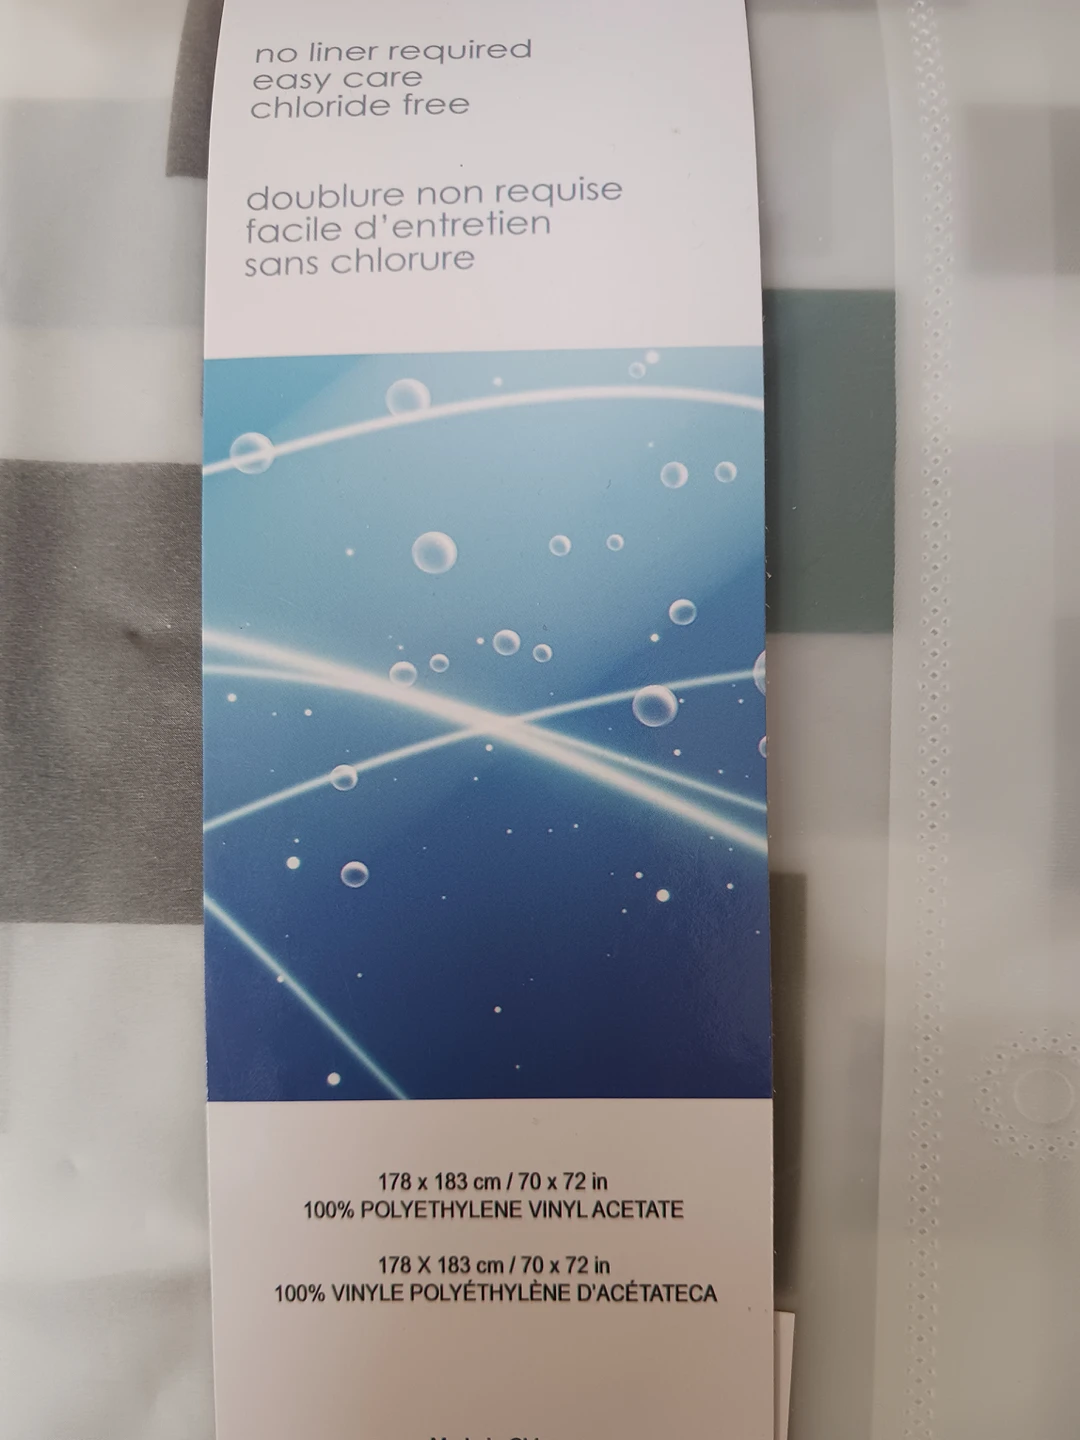 no liner required
easy care
chloride free
doublure non requise
facile d'entretien
sans chlorure
178 x 183 cm / 70 x 72 in
100% POLYETHYLENE VINYL ACETATE
178 X 183 cm / 70 x 72 in
100% VINYLE POLYÉTHYLÈNE D'ACÉTATECA